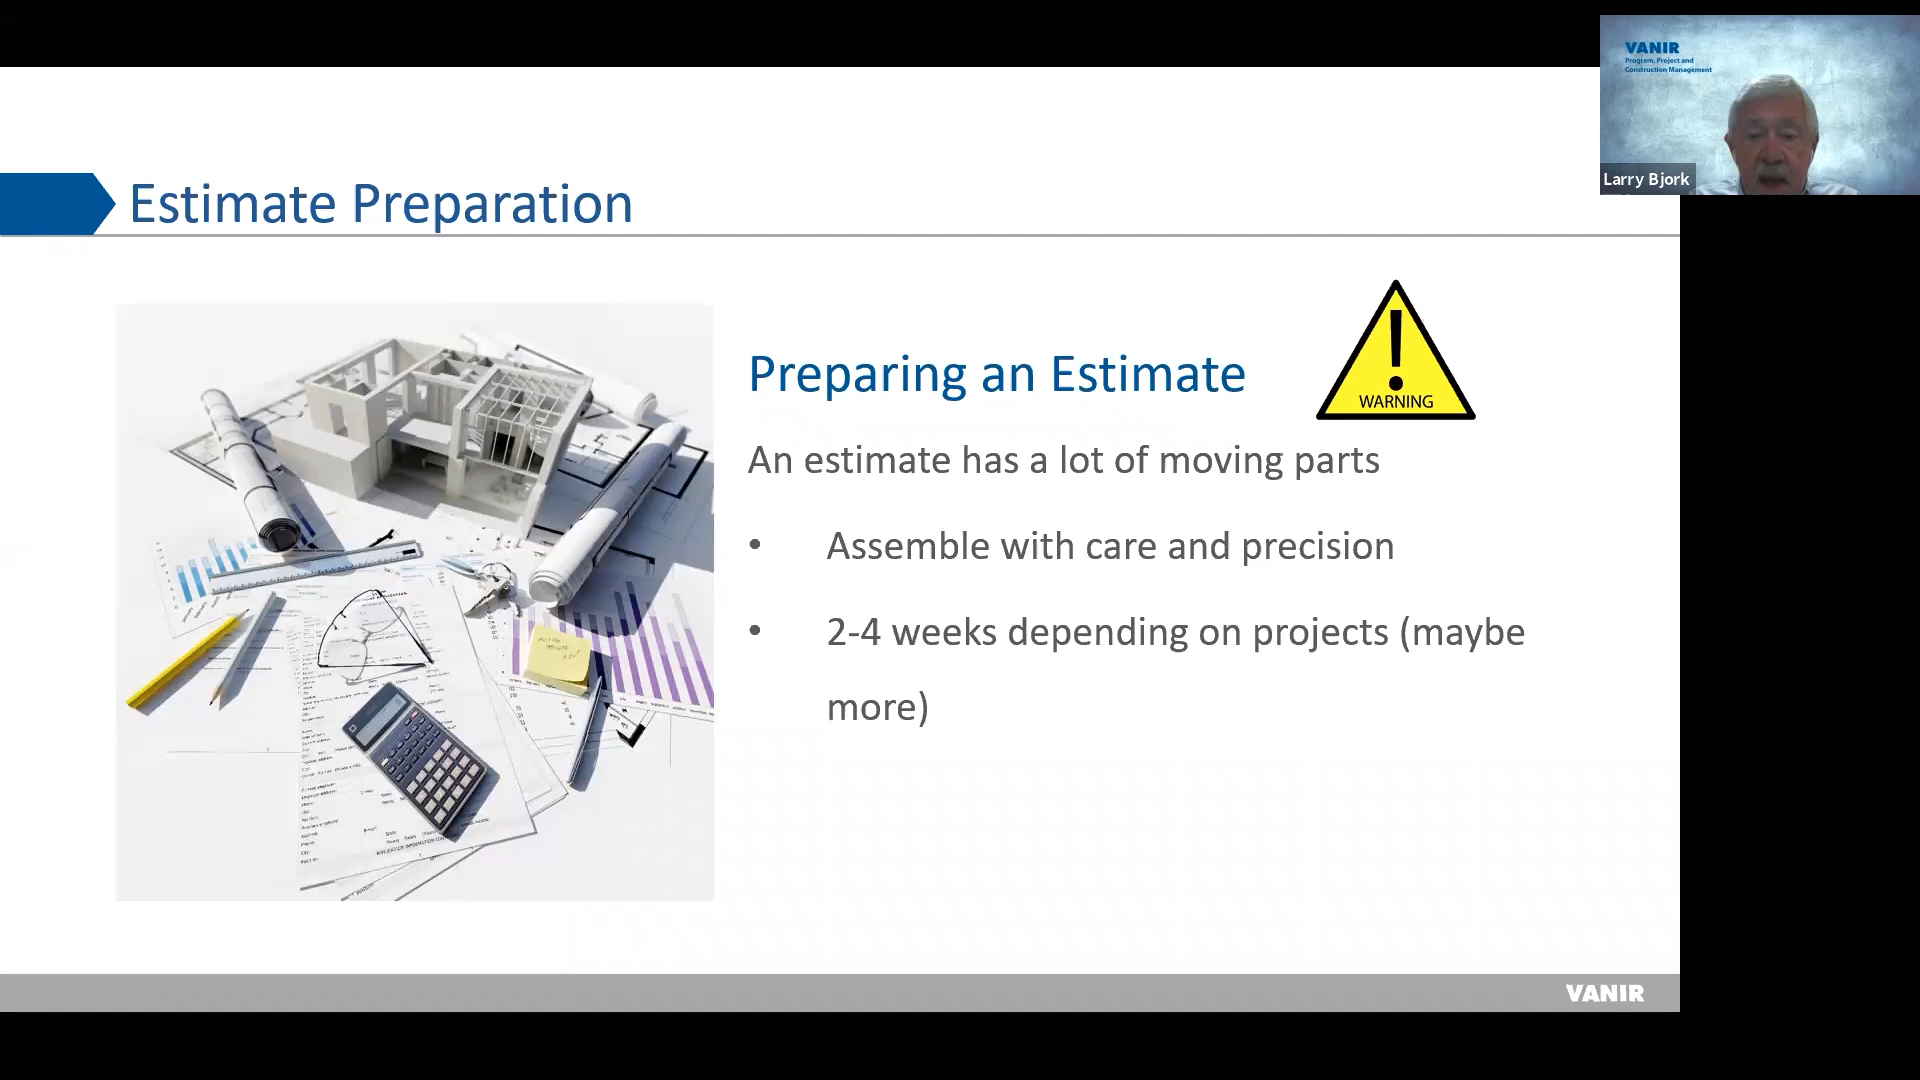 VANIR
Program, Project and
Construction Management
Larry Bjork
Estimate Preparation
Preparing an Estimate
WARNING
An estimate has a lot of moving parts
• Assemble with care and precision
• 2-4 weeks depending on projects (maybe
more)
VANIR